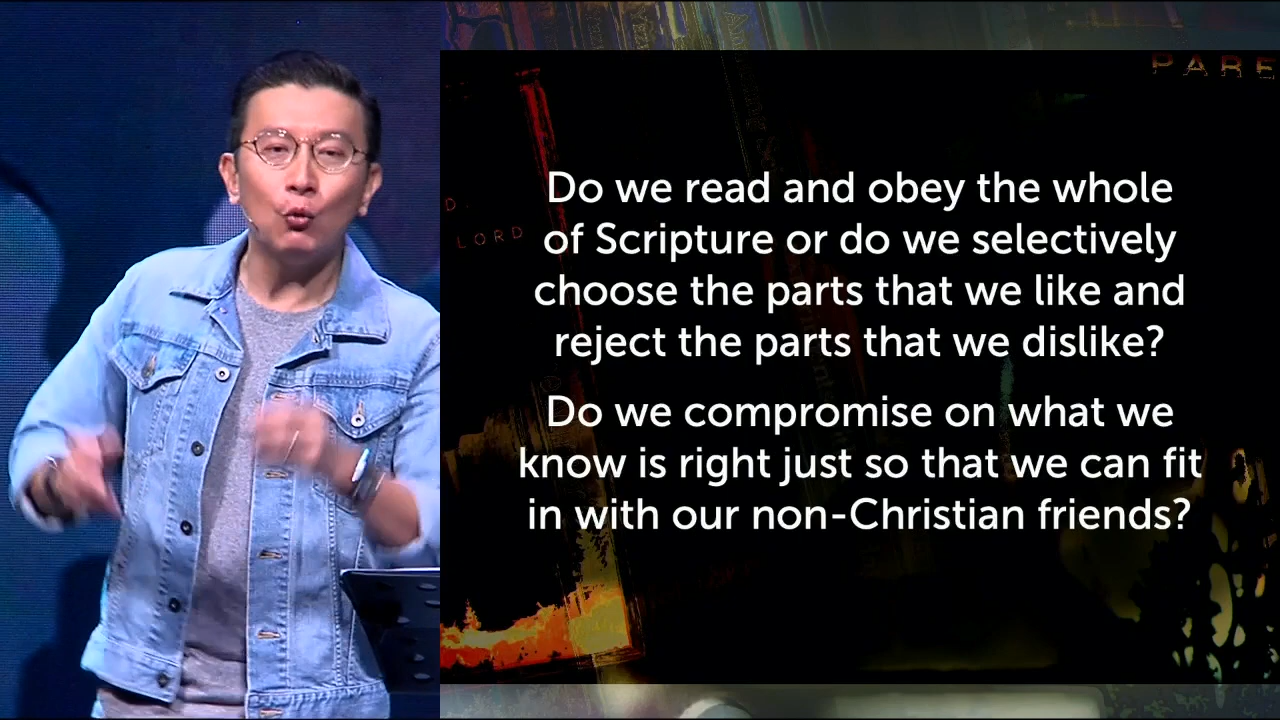 PARE
D.
LORD
Do we read and obey the whole
of Scripture or do we selectively
choose the parts that we like and
reject the parts that we dislike?
Do we compromise on what we
know is right just so that we can fit
in with our non-Christian friends?